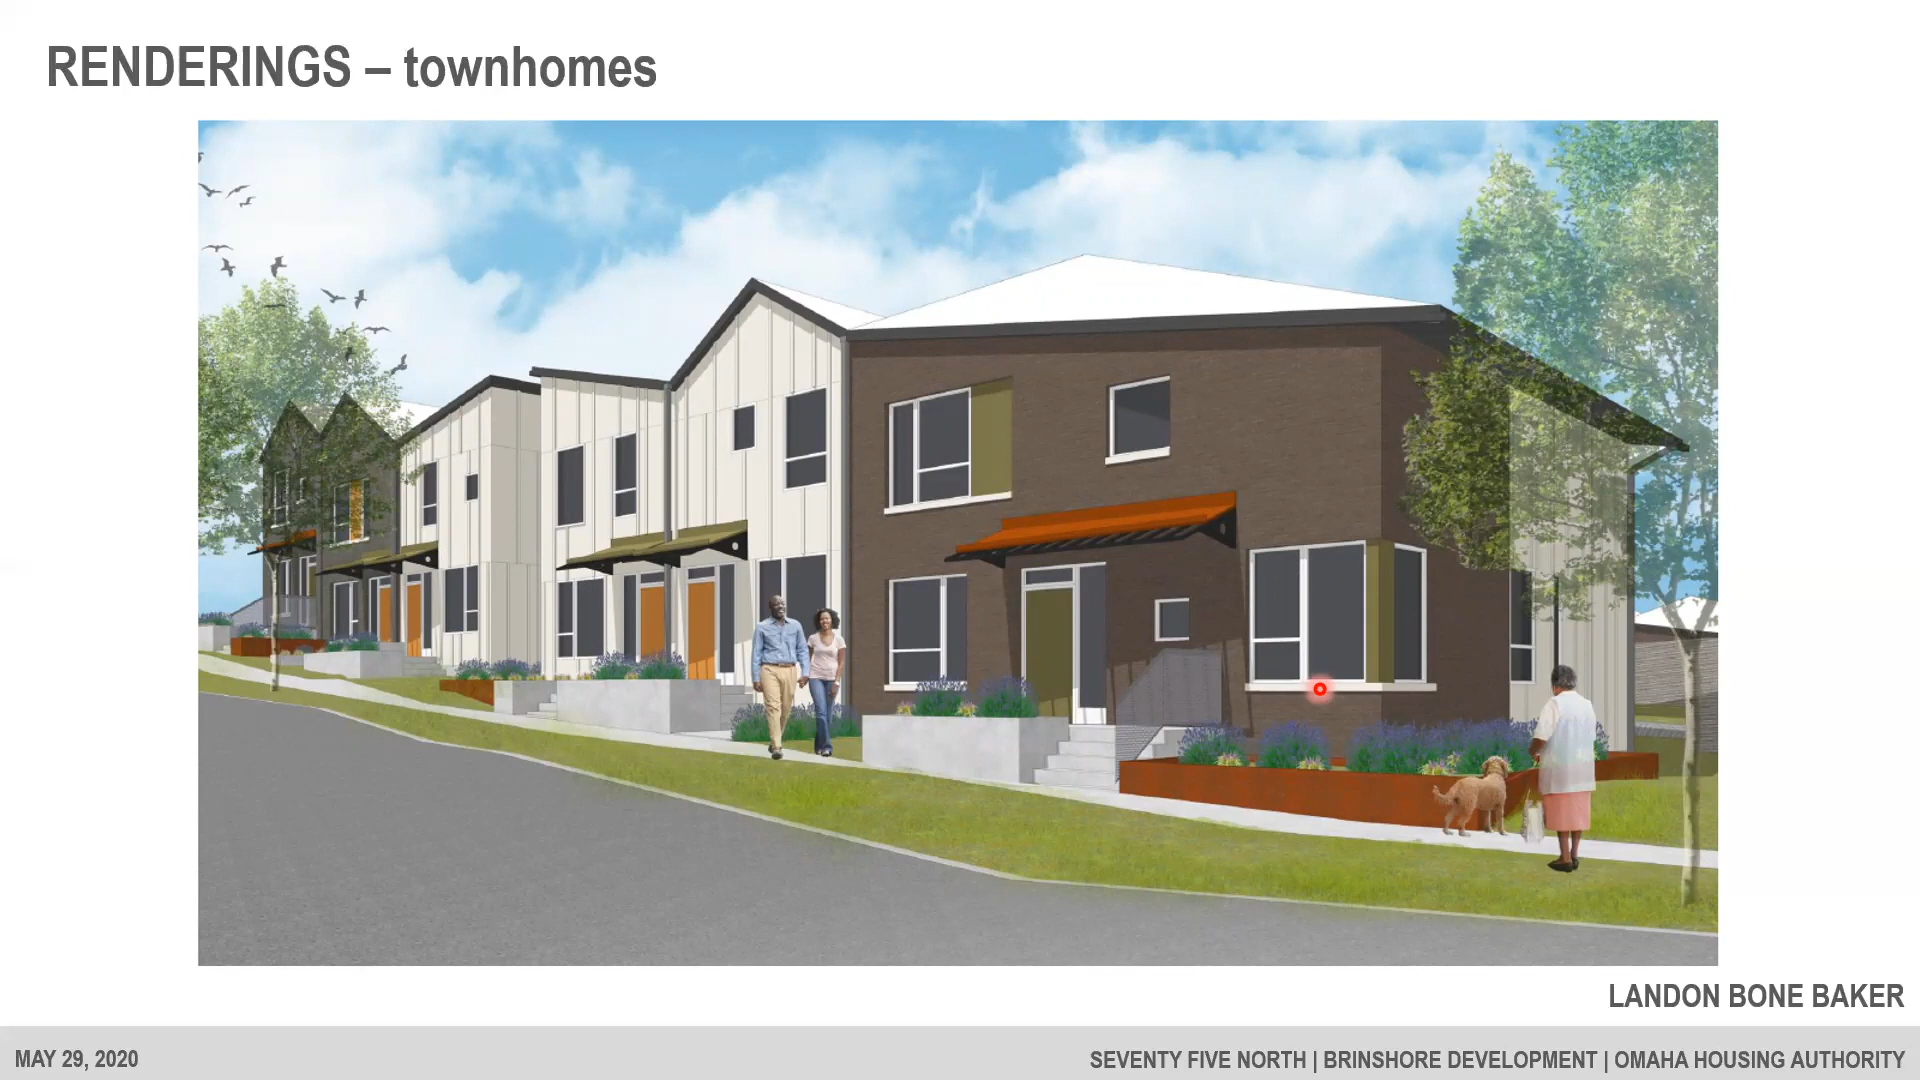 RENDERINGS – townhomes
LANDON BONE BAKER
MAY 29, 2020
SEVENTY FIVE NORTH | BRINSHORE DEVELOPMENT | OMAHA HOUSING AUTHORITY